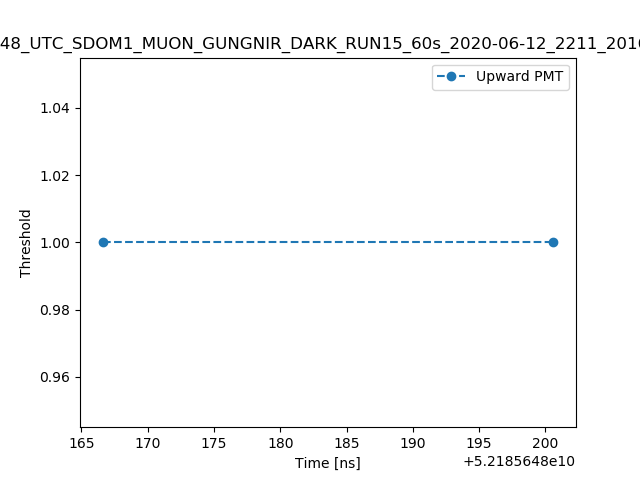 48_UTC_SDOM1_MUON_GUNGNIR_DARK_RUN15_60s_2020-06-12_2211_201
Upward PMT
1.04
1.02
1.00
0.98
0.96
Threshold
165 170 175 180 185 190 195 200
Time [ns]
+5.2185648e10